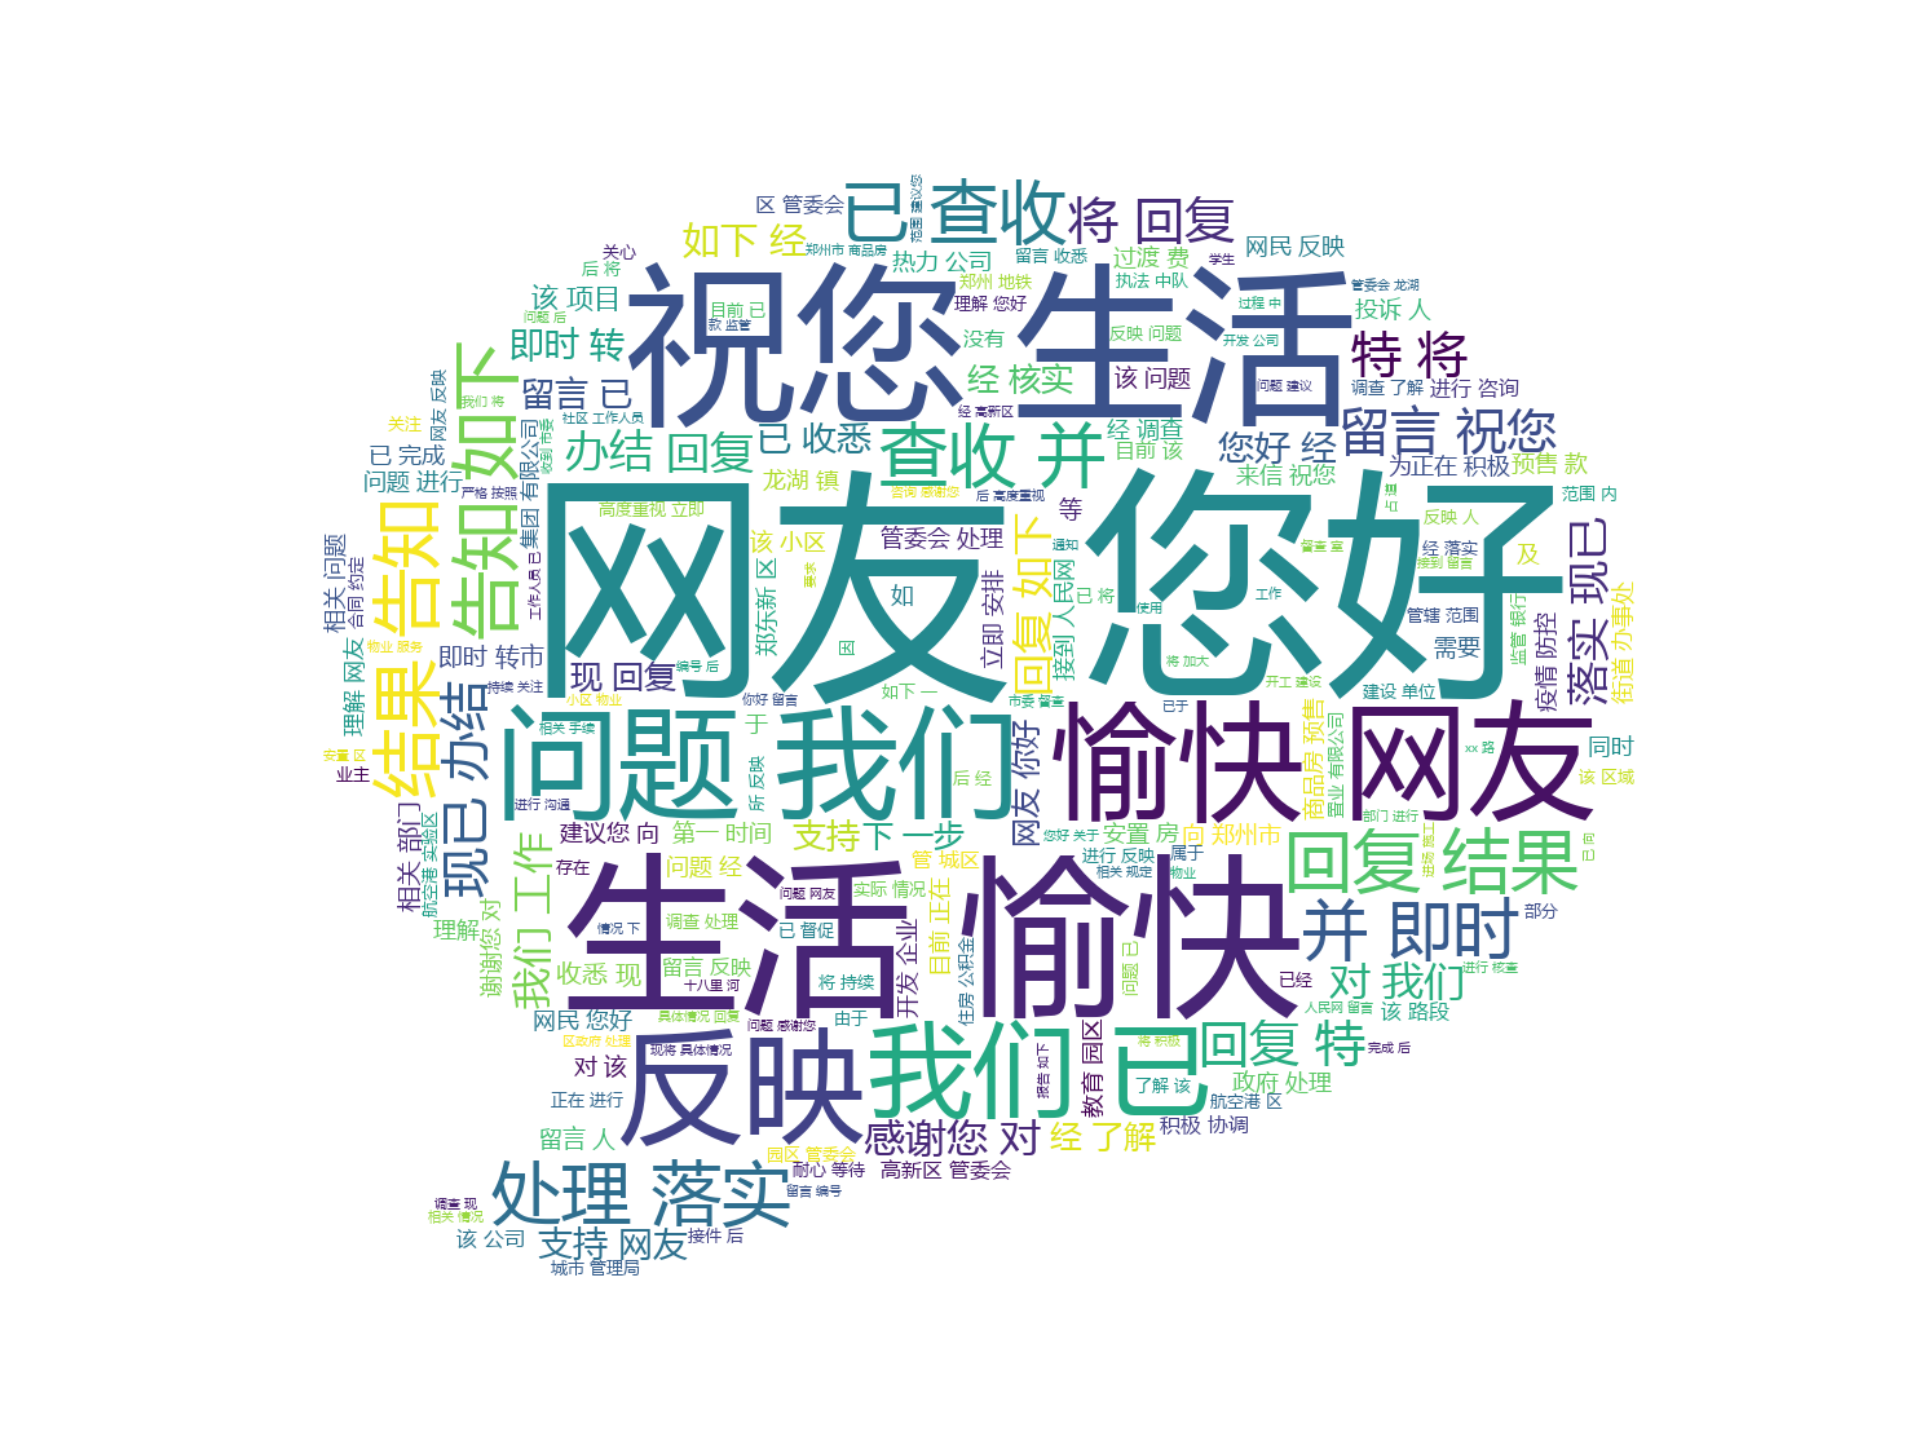 区 管委会
已 查收
范围 建议您
将 回复
关心
如下 经
郑州市 商品房
热力 公司
留言 收悉
过渡 费
学生
网民 反映
后 将
该 项目
问题 后
祝您 生活
目前 已
款 监管
郑州 地铁
理解 您好
执法 中队
过程 中
管委会 龙湖
投诉 人
即时 转
没有
反映 问题
开发 公司
特 将
留言 已
经 核实
该 问题
问题 建议
调查 了解
进行 咨询
网友 反映
我们 将
告知 如下
关注
社区 工作人员
收到 市委
经 高新区
已 收悉
办结 回复
查收 并
经 调查
目前 该
您好 经
留言 祝您
已 完成
问题 进行
严格 按照
集团 有限公司
龙湖 镇
咨询 感谢您
后 高度重视
来信 祝您
为正在 积极
预售 款
范围 内
占 道
反映 人
高度重视 立即
网友 您好
该 小区
管委会 处理
等
通知
督查 室
经 落实
接到 留言
及
落实 现已
相关 问题
合同 约定
结果 告知
工作人员 已
郑东新 区
要求
如
立即 安排
回复 如下
接到 人民网
已 将
使用
工作
管辖 范围
需要
监管 银行
疫情 防控
街道 办事处
物业 服务
理解 网友
即时 转市
持续 关注
现 回复
编号 后
因
将 加大
小区 物业
你好 留言
如下 一
市委 督查
已于
开工 建设
建设 单位
安置 区
业主
现已 办结
进行 沟通
相关 手续
问题 我们
于
所 反映
后 经
网友 你好
愉快 网友
商品房 预售
置业 有限公司
xx 路
同时
该 区域
相关 部门
航空港 实验区
我们 工作
建议您 向
第一 时间
支持
下 一步
您好 关于
安置 房
向 郑州市
部门 进行
进场 施工
已 向
存在
问题 经
生活 愉快
问题 网友
实际 情况
管 城区
进行 反映
相关 规定
属于
物业
回复 结果
理解
谢谢您 对
情况 下
调查 处理
已 督促
开发 企业
目前 正在
问题 已
并 即时
部分
收悉 现
留言 反映
十八里 河
将 持续
住房 公积金
已经
对 我们
进行 核查
网民 您好
具体情况 回复
问题 感谢您
由于
人民网 留言
该 路段
区政府 处理
现将 具体情况
反映
我们 已
报告 如下
教育 园区
将 积极
回复 特
完成 后
对 该
了解 该
政府 处理
正在 进行
航空港 区
留言 人
感谢您 对
经 了解
积极 协调
园区 管委会
耐心 等待
高新区 管委会
处理 落实
留言 编号
调查 现
相关 情况
该 公司
支持 网友
接件 后
城市 管理局